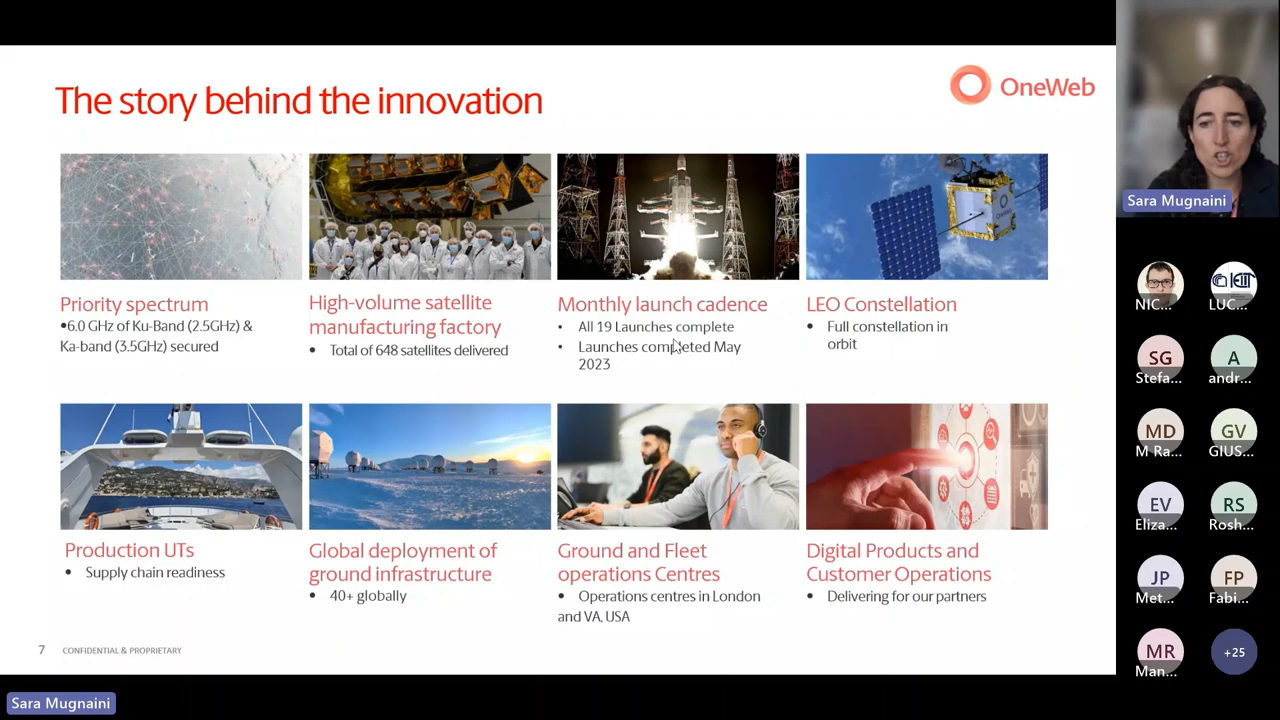 The story behind the innovation
OneWeb
Priority spectrum
•6.0 GHz of Ku-Band (2.5GHz) &
Ka-band (3.5GHz) secured
High-volume satellite
manufacturing factory
• Total of 648 satellites delivered
Monthly launch cadence
• All 19 Launches complete
• Launches completed May
2023
LEO Constellation
• Full constellation in
orbit
Production UTs
• Supply chain readiness
Global deployment of
ground infrastructure
• 40+ globally
Ground and Fleet
operations Centres
• Operations centres in London
and VA, USA
Digital Products and
Customer Operations
• Delivering for our partners
7 CONFIDENTIAL & PROPRIETARY
Sara Mugnaini
Sara Mugnaini
NIC...
LUC...
SG
Stefa...
A
andr...
MD
M Ra...
GV
GIUS...
EV
Eliza...
RS
Rosh...
JP
Met...
FP
Fabi...
MR
Man...
+25